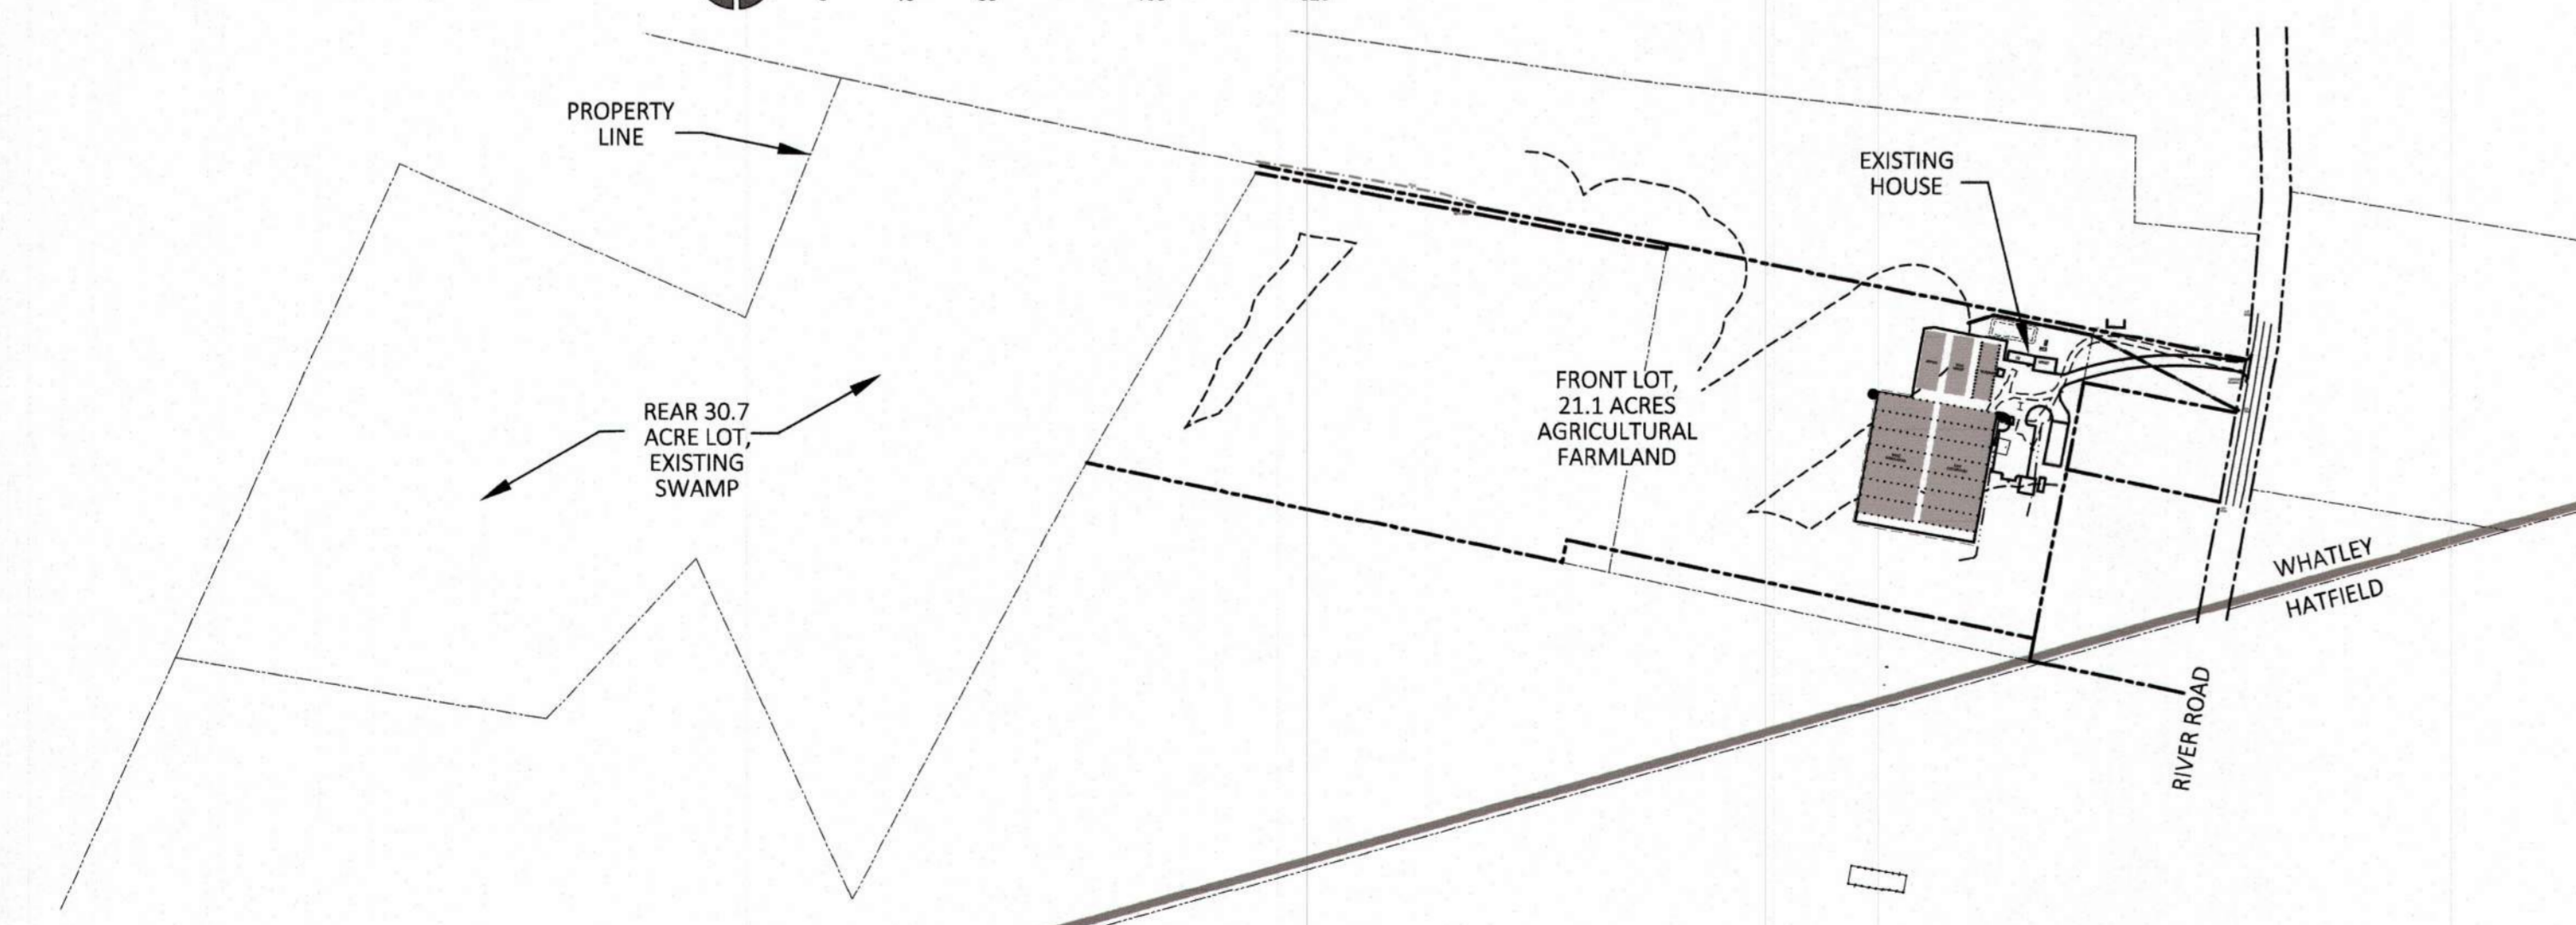 PROPERTY
LINE
EXISTING
HOUSE
REAR 30.7
ACRE LOT,
EXISTING
SWAMP
FRONT LOT,
21.1 ACRES
AGRICULTURAL
FARMLAND
WHATLEY
HATFIELD
RIVER ROAD